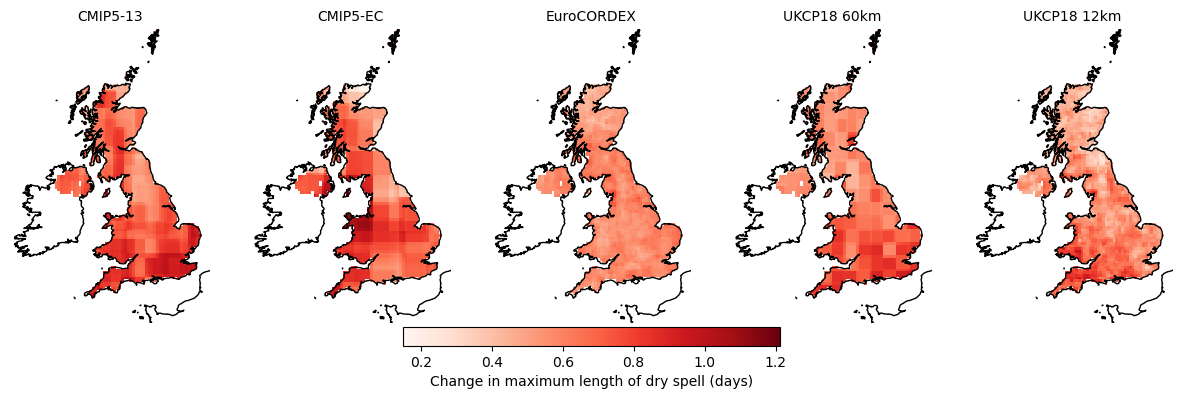 CMIP5-13 CMIP5-EC EuroCORDEX UKCP18 60km UKCP18 12km
0.2 0.4 0.6 0.8 1.0 1.2
Change in maximum length of dry spell (days)